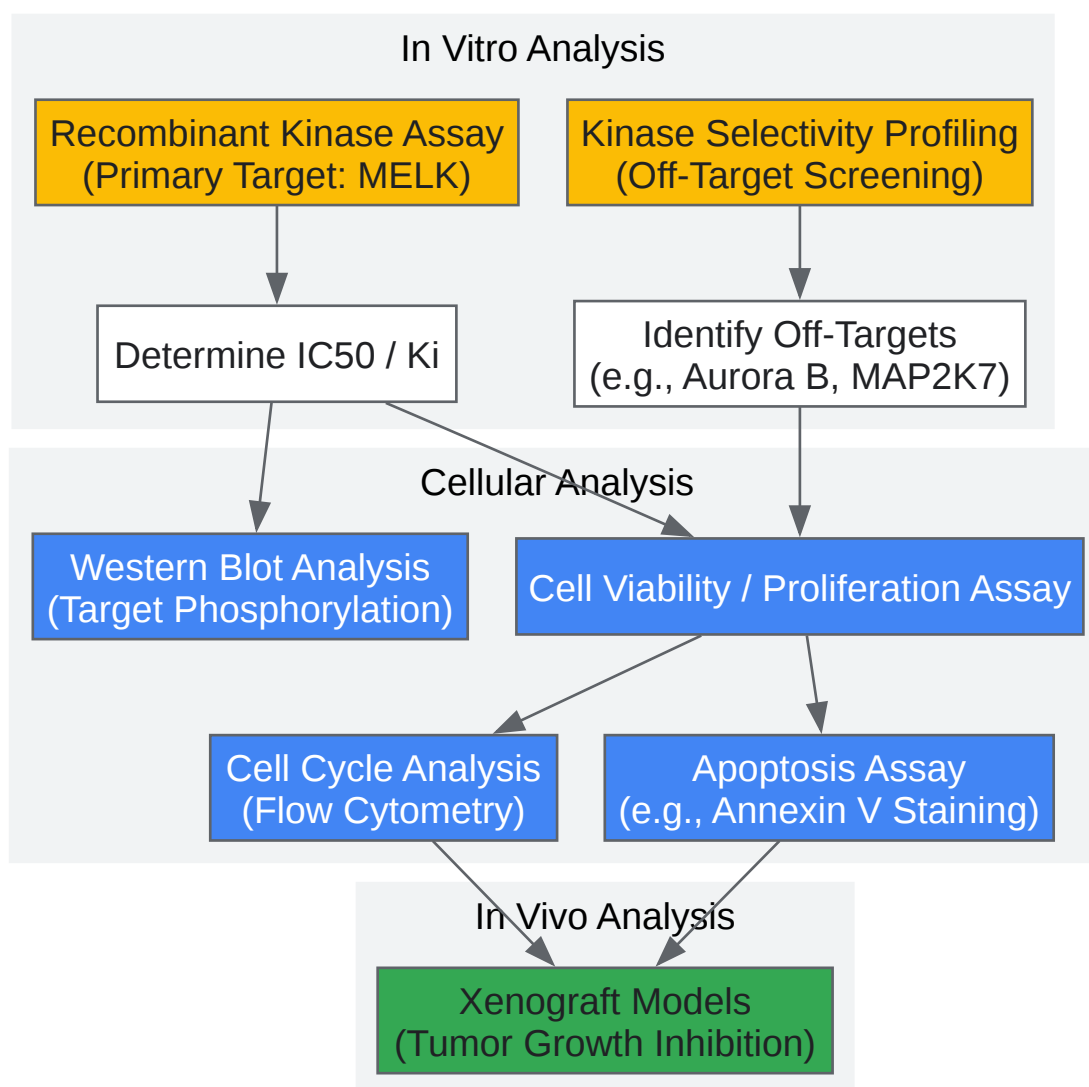 In Vitro Analysis
Recombinant Kinase Assay
(Primary Target: MELK)
Kinase Selectivity Profiling
(Off-Target Screening)
Determine IC50 / Ki
Identify Off-Targets
(e.g., Aurora B, MAP2K7)
Cellular Analysis
Western Blot Analysis
(Target Phosphorylation)
Cell Viability / Proliferation Assay
Cell Cycle Analysis
(Flow Cytometry)
Apoptosis Assay
(e.g., Annexin V Staining)
In Vivo Analysis
Xenograft Models
(Tumor Growth Inhibition)